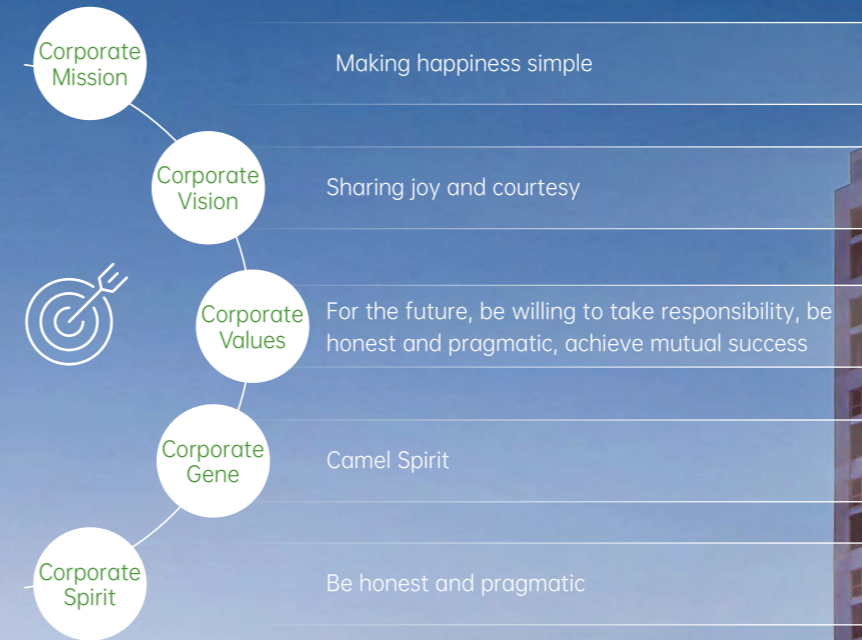 Corporate
Mission
Making happiness simple
Corporate
Vision
Sharing joy and courtesy
Corporate
Values
For the future, be willing to take responsibility, be
honest and pragmatic, achieve mutual success
Corporate
Gene
Camel Spirit
Corporate
Spirit
Be honest and pragmatic